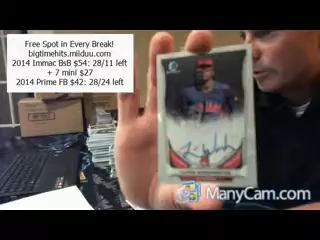 Free Spot in Every Break!
bigtimehits.milduu.com
2014 Immac BsB $54: 28/11 left
+ 7 mini $27
2014 Prime FB $42: 28/24 left
ManyCam.com